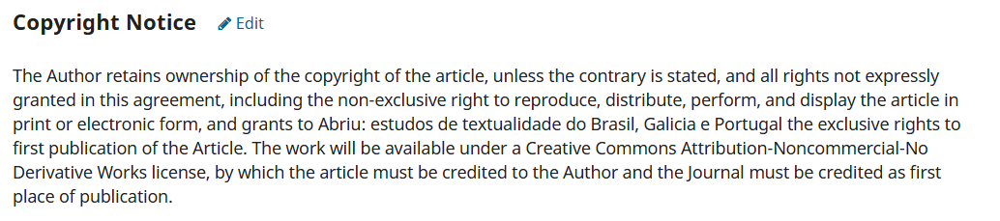 Copyright Notice Edit
The Author retains ownership of the copyright of the article, unless the contrary is stated, and all rights not expressly
granted in this agreement, including the non-exclusive right to reproduce, distribute, perform, and display the article in
print or electronic form, and grants to Abriu: estudos de textualidade do Brasil, Galicia e Portugal the exclusive rights to
first publication of the Article. The work will be available under a Creative Commons Attribution-Noncommercial-No
Derivative Works license, by which the article must be credited to the Author and the Journal must be credited as first
place of publication.